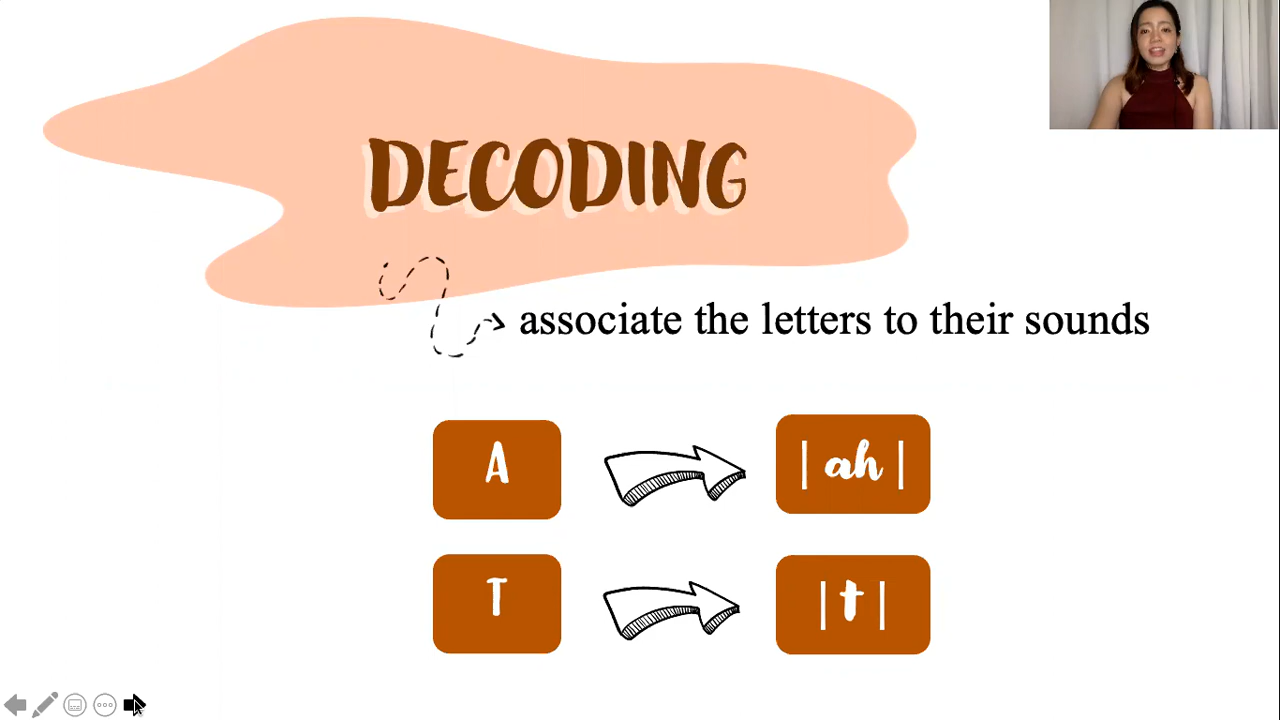 DECODING
associate the letters to their sounds
A
| ah |
T
| t |